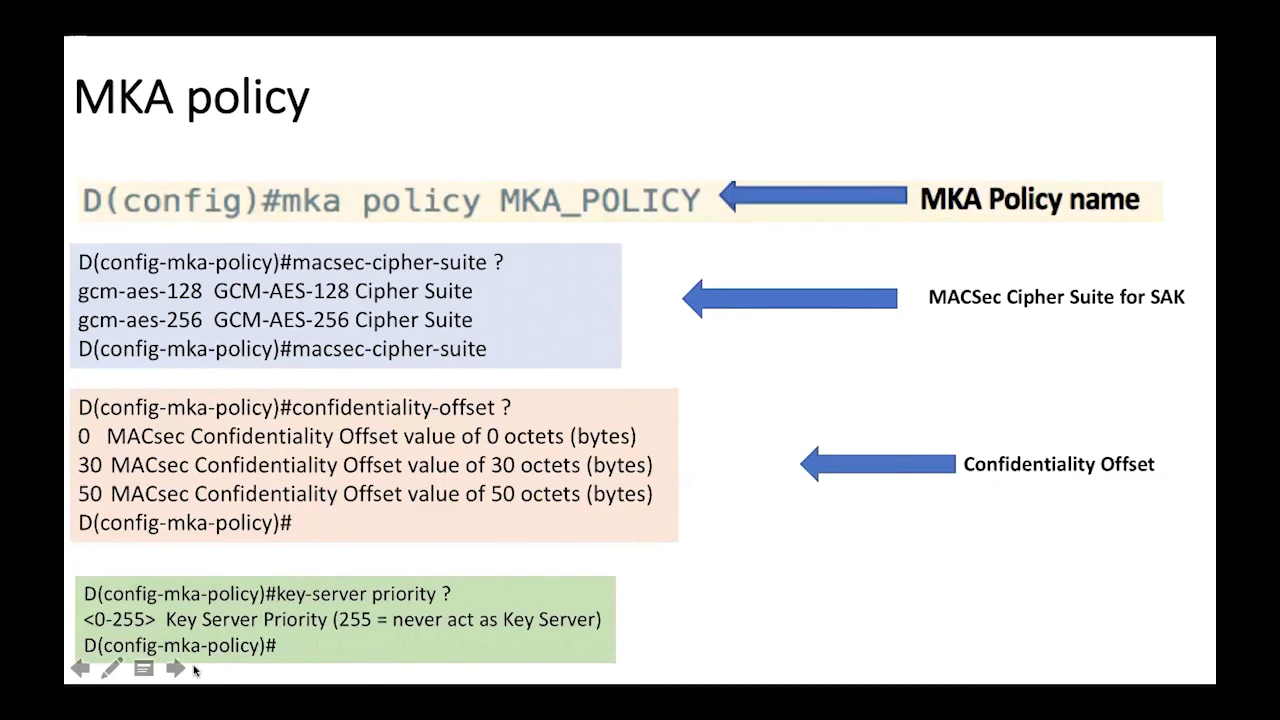 MKA policy
D(config)#mka policy MKA_POLICY
MKA Policy name
D(config-mka-policy)#macsec-cipher-suite ?
gcm-aes-128 GCM-AES-128 Cipher Suite
gcm-aes-256 GCM-AES-256 Cipher Suite
D(config-mka-policy)#macsec-cipher-suite
MACSec Cipher Suite for SAK
D(config-mka-policy)#confidentiality-offset ?
0 MACsec Confidentiality Offset value of 0 octets (bytes)
30 MACsec Confidentiality Offset value of 30 octets (bytes)
50 MACsec Confidentiality Offset value of 50 octets (bytes)
D(config-mka-policy)#
Confidentiality Offset
D(config-mka-policy)#key-server priority ?
<0-255> Key Server Priority (255 = never act as Key Server)
D(config-mka-policy)#